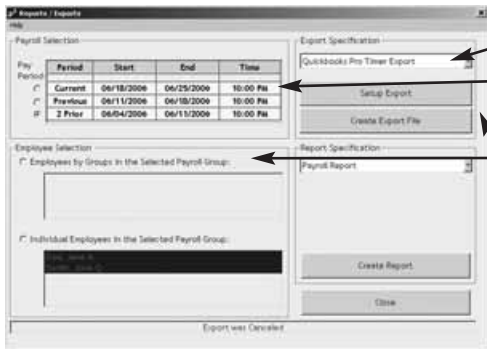 Reports / Exports
Help
Payroll Selection
Pay Period
Period Start End Time
Current 06/18/2006 06/25/2006 10:00 PM
Previous 06/11/2006 06/18/2006 10:00 PM
2 Prior 06/04/2006 06/11/2006 10:00 PM
Export Specification
Quickbooks Pro Timer Export
Setup Export
Create Export File
Employee Selection
Employees by Groups in the Selected Payroll Group:
Individual Employees in the Selected Payroll Group:
Report Specification
Payroll Report
Create Report
Close
Export was Canceled